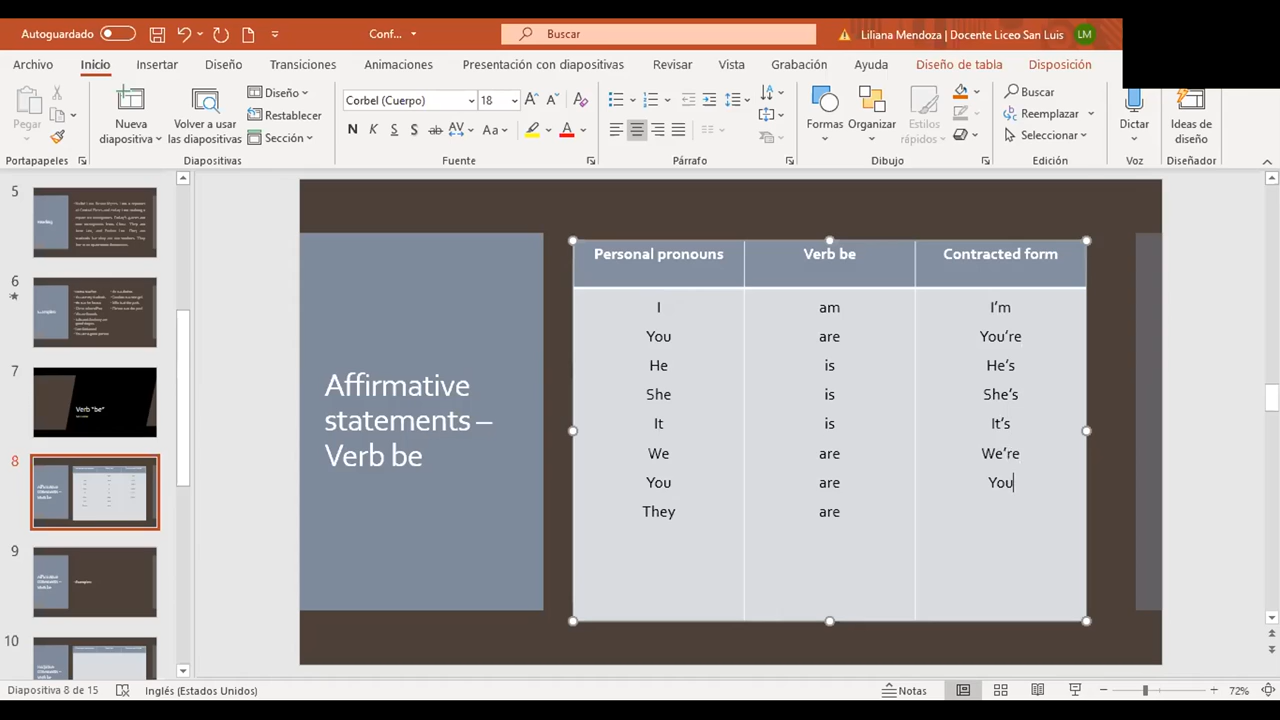 Autoguardado
Conf...
Buscar
Liliana Mendoza | Docente Liceo San Luis
LM
Archivo Inicio Insertar Diseño Transiciones Animaciones Presentación con diapositivas Revisar Vista Grabación Ayuda Diseño de tabla Disposición
Pegar
Nueva diapositiva
Volver a usar las diapositivas
Diseño
Restablecer
Sección
Corbel (Cuerpo) 18
N K S S ab AV Aa A
Formas
Organizar
Estilos rápidos
Buscar
Reemplazar
Seleccionar
Dictar
Ideas de diseño
Portapapeles Diapositivas Fuente Párrafo Dibujo Edición Voz Diseñador
5
6
7
Verb "be"
8
9
10
Affirmative
statements –
Verb be
Personal pronouns Verb be Contracted form
I am I'm
You are You're
He is He's
She is She's
It is It's
We are We're
You are You
They are
Diapositiva 8 de 15 Inglés (Estados Unidos) Notas 72%